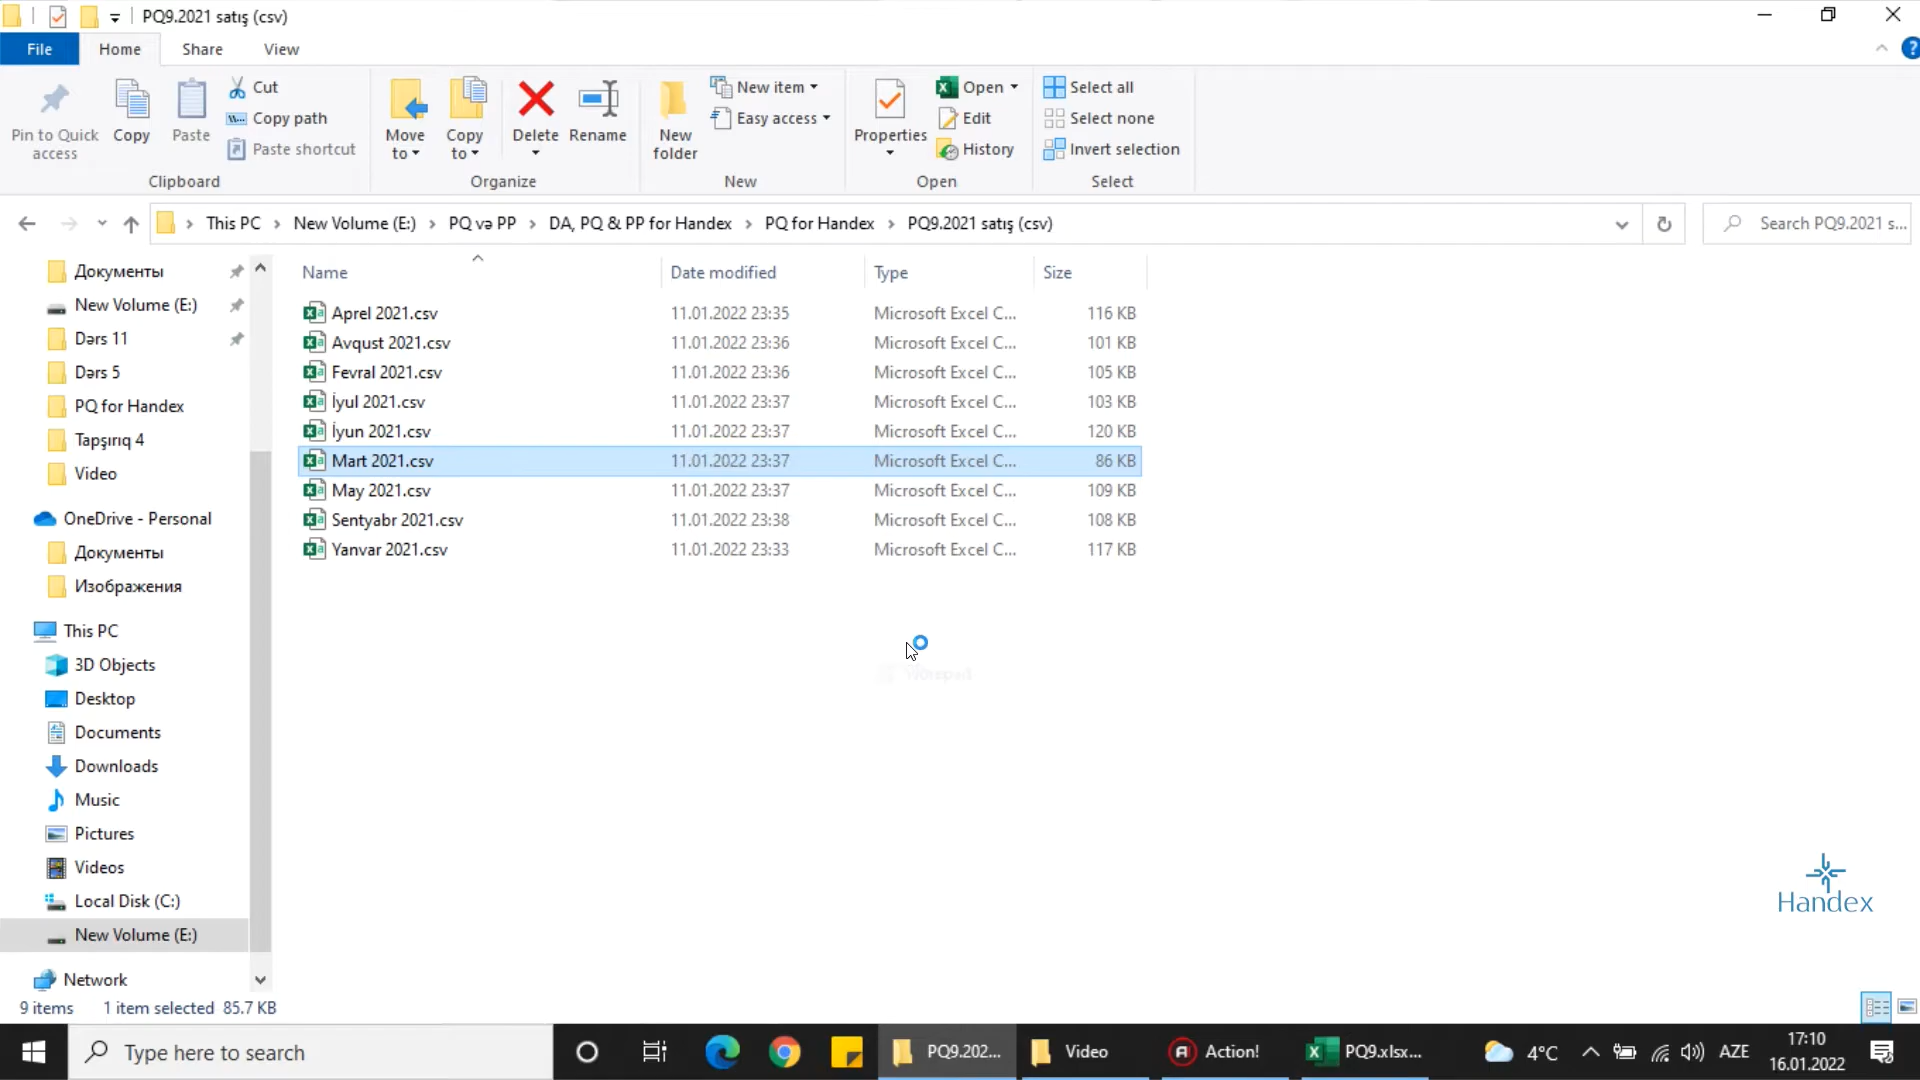 PQ9.2021 satış (csv)
File
Home
Share
View
Pin to Quick
access
Copy
Paste
Cut
Copy path
Paste shortcut
Clipboard
Move
to
Copy
to
Delete
Rename
Organize
New
folder
New item
Easy access
New
Properties
Open
Edit
History
Open
Select all
Select none
Invert selection
Select
This PC
New Volume (E:)
PQ və PP
DA, PQ & PP for Handex
PQ for Handex
PQ9.2021 satış (csv)
Search PQ9.2021 s...
Документы
New Volume (E:)
Dərs 11
Dərs 5
PQ for Handex
Tapşırıq 4
Video
OneDrive - Personal
Документы
Изображения
This PC
3D Objects
Desktop
Documents
Downloads
Music
Pictures
Videos
Local Disk (C:)
New Volume (E:)
Network
Name Date modified Type Size
Aprel 2021.csv 11.01.2022 23:35 Microsoft Excel C... 116 KB
Avqust 2021.csv 11.01.2022 23:36 Microsoft Excel C... 101 KB
Fevral 2021.csv 11.01.2022 23:36 Microsoft Excel C... 105 KB
İyul 2021.csv 11.01.2022 23:37 Microsoft Excel C... 103 KB
İyun 2021.csv 11.01.2022 23:37 Microsoft Excel C... 120 KB
Mart 2021.csv 11.01.2022 23:37 Microsoft Excel C... 86 KB
May 2021.csv 11.01.2022 23:37 Microsoft Excel C... 109 KB
Sentyabr 2021.csv 11.01.2022 23:38 Microsoft Excel C... 108 KB
Yanvar 2021.csv 11.01.2022 23:33 Microsoft Excel C... 117 KB
Handex
9 items 1 item selected 85.7 KB
Type here to search
PQ9.202...
Video
Action!
PQ9.xlsx...
4°C
AZE
17:10
16.01.2022